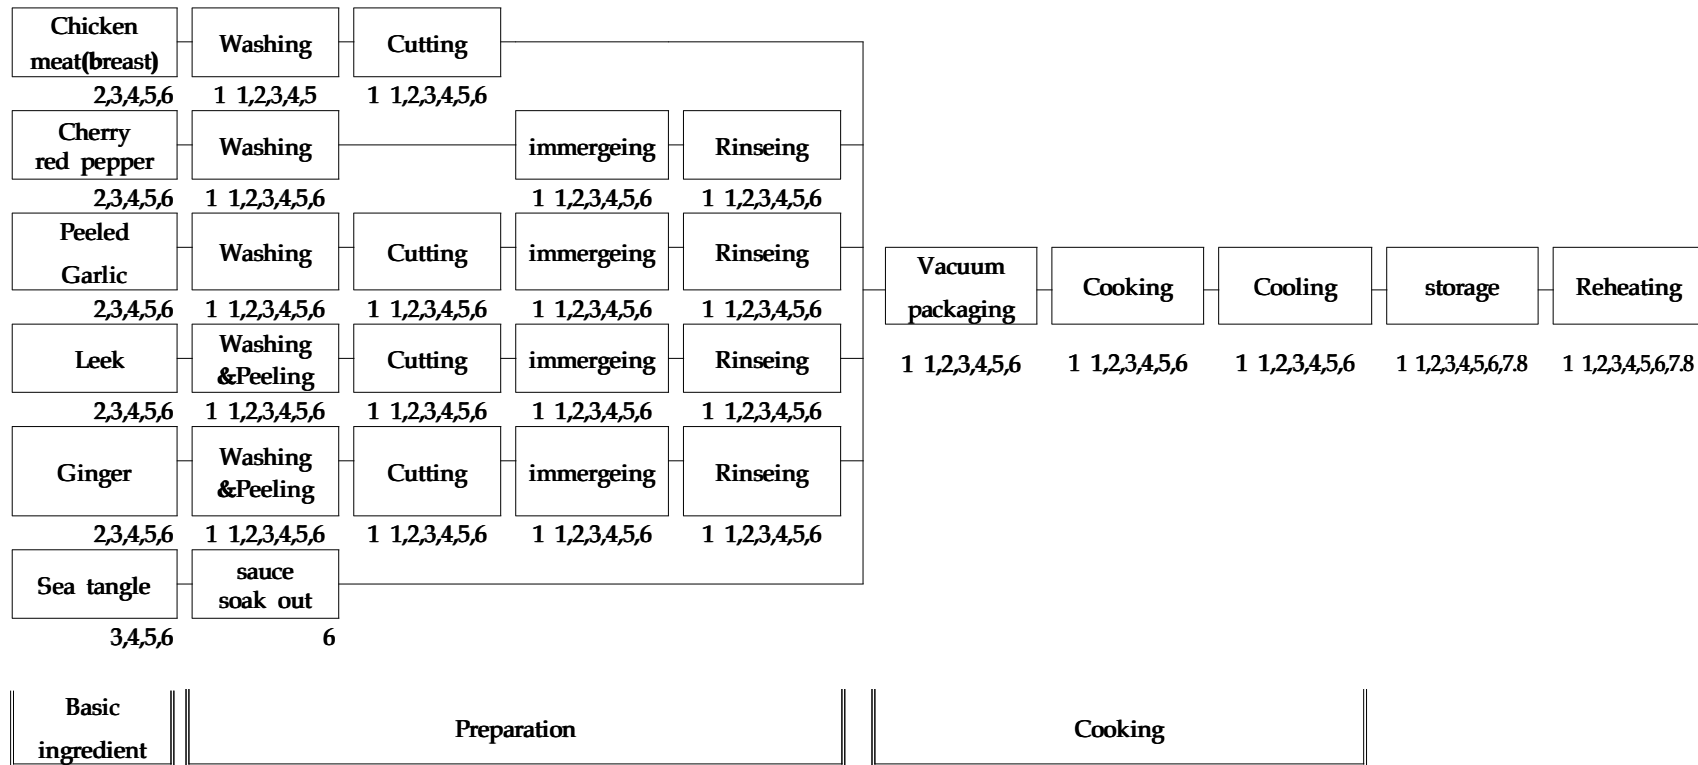 Chicken
meat(breast)
Washing
Cutting
2,3,4,5,6
1 1,2,3,4,5
1 1,2,3,4,5,6
Cherry
red pepper
Washing
immergeing
Rinseing
2,3,4,5,6
1 1,2,3,4,5,6
1 1,2,3,4,5,6
1 1,2,3,4,5,6
Peeled
Garlic
Washing
Cutting
immergeing
Rinseing
2,3,4,5,6
1 1,2,3,4,5,6
1 1,2,3,4,5,6
1 1,2,3,4,5,6
1 1,2,3,4,5,6
Leek
Washing
&Peeling
Cutting
immergeing
Rinseing
2,3,4,5,6
1 1,2,3,4,5,6
1 1,2,3,4,5,6
1 1,2,3,4,5,6
1 1,2,3,4,5,6
Ginger
Washing
&Peeling
Cutting
immergeing
Rinseing
2,3,4,5,6
1 1,2,3,4,5,6
1 1,2,3,4,5,6
1 1,2,3,4,5,6
1 1,2,3,4,5,6
Sea tangle
sauce
soak out
3,4,5,6
6
Vacuum
packaging
Cooking
Cooling
storage
Reheating
1 1,2,3,4,5,6
1 1,2,3,4,5,6
1 1,2,3,4,5,6
1 1,2,3,4,5,6,7.8
1 1,2,3,4,5,6,7.8
Basic
ingredient
Preparation
Cooking